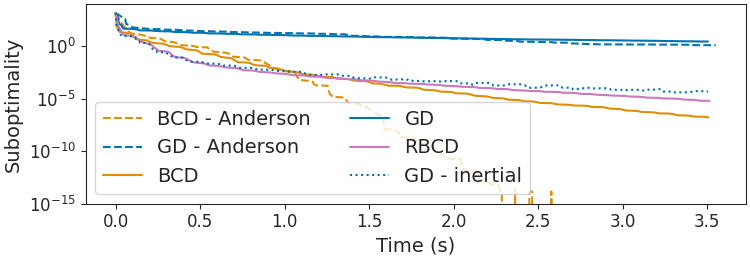 Suboptimality
10^0
10^-5
10^-10
10^-15
BCD - Anderson
GD - Anderson
BCD
GD
RBCD
GD - inertial
0.0 0.5 1.0 1.5 2.0 2.5 3.0 3.5
Time (s)